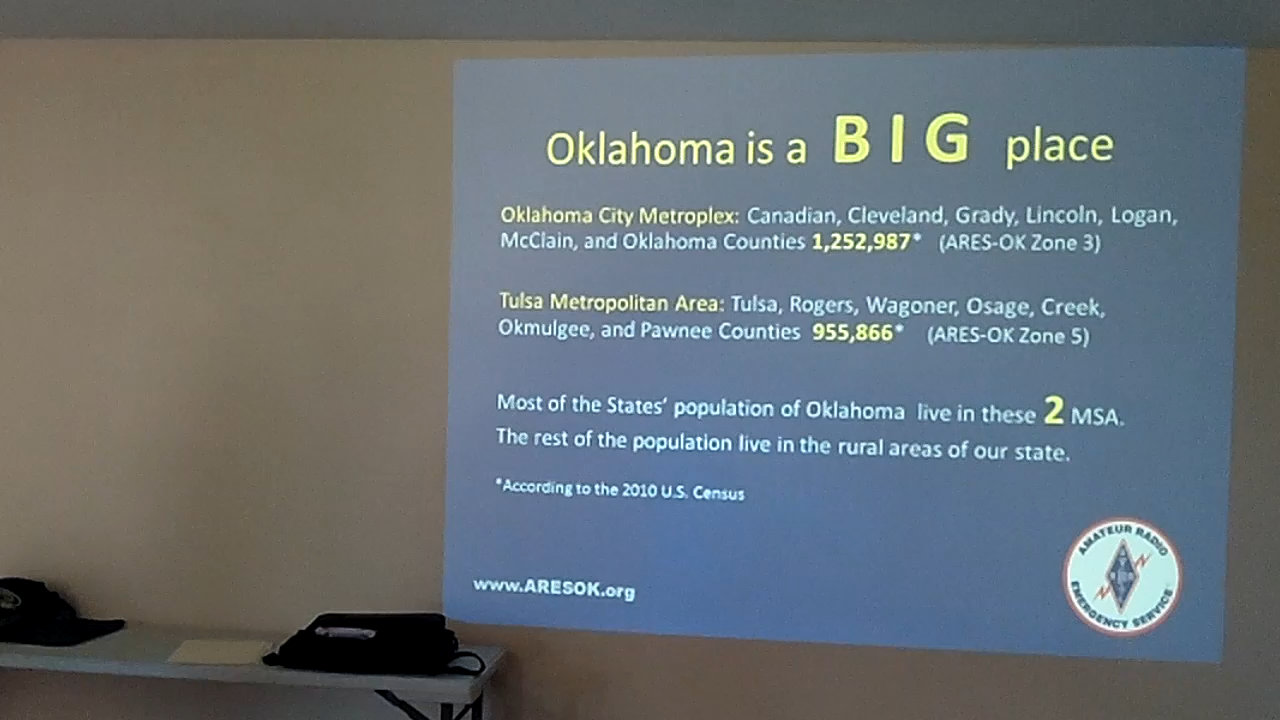 Oklahoma is a BIG place
Oklahoma City Metroplex: Canadian, Cleveland, Grady, Lincoln, Logan,
McClain, and Oklahoma Counties 1,252,987* (ARES-OK Zone 3)
Tulsa Metropolitan Area: Tulsa, Rogers, Wagoner, Osage, Creek,
Okmulgee, and Pawnee Counties 955,866* (ARES-OK Zone 5)
Most of the States' population of Oklahoma live in these 2 MSA.
The rest of the population live in the rural areas of our state.
*According to the 2010 U.S. Census
www.ARESOK.org
AMATEUR RADIO
EMERGENCY SERVICE